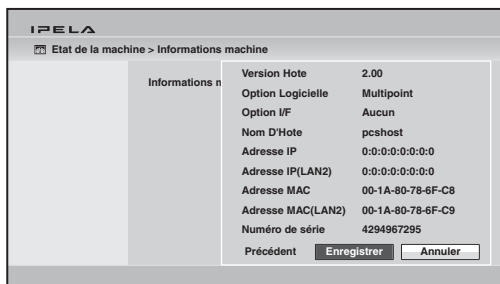 IPELA
Etat de la machine > Informations machine
Informations m
Version Hote 2.00
Option Logicielle Multipoint
Option I/F Aucun
Nom D'Hote pcshost
Adresse IP 0:0:0:0:0:0:0:0
Adresse IP(LAN2) 0:0:0:0:0:0:0:0
Adresse MAC 00-1A-80-78-6F-C8
Adresse MAC(LAN2) 00-1A-80-78-6F-C9
Numéro de série 4294967295
Précédent Enregistrer Annuler